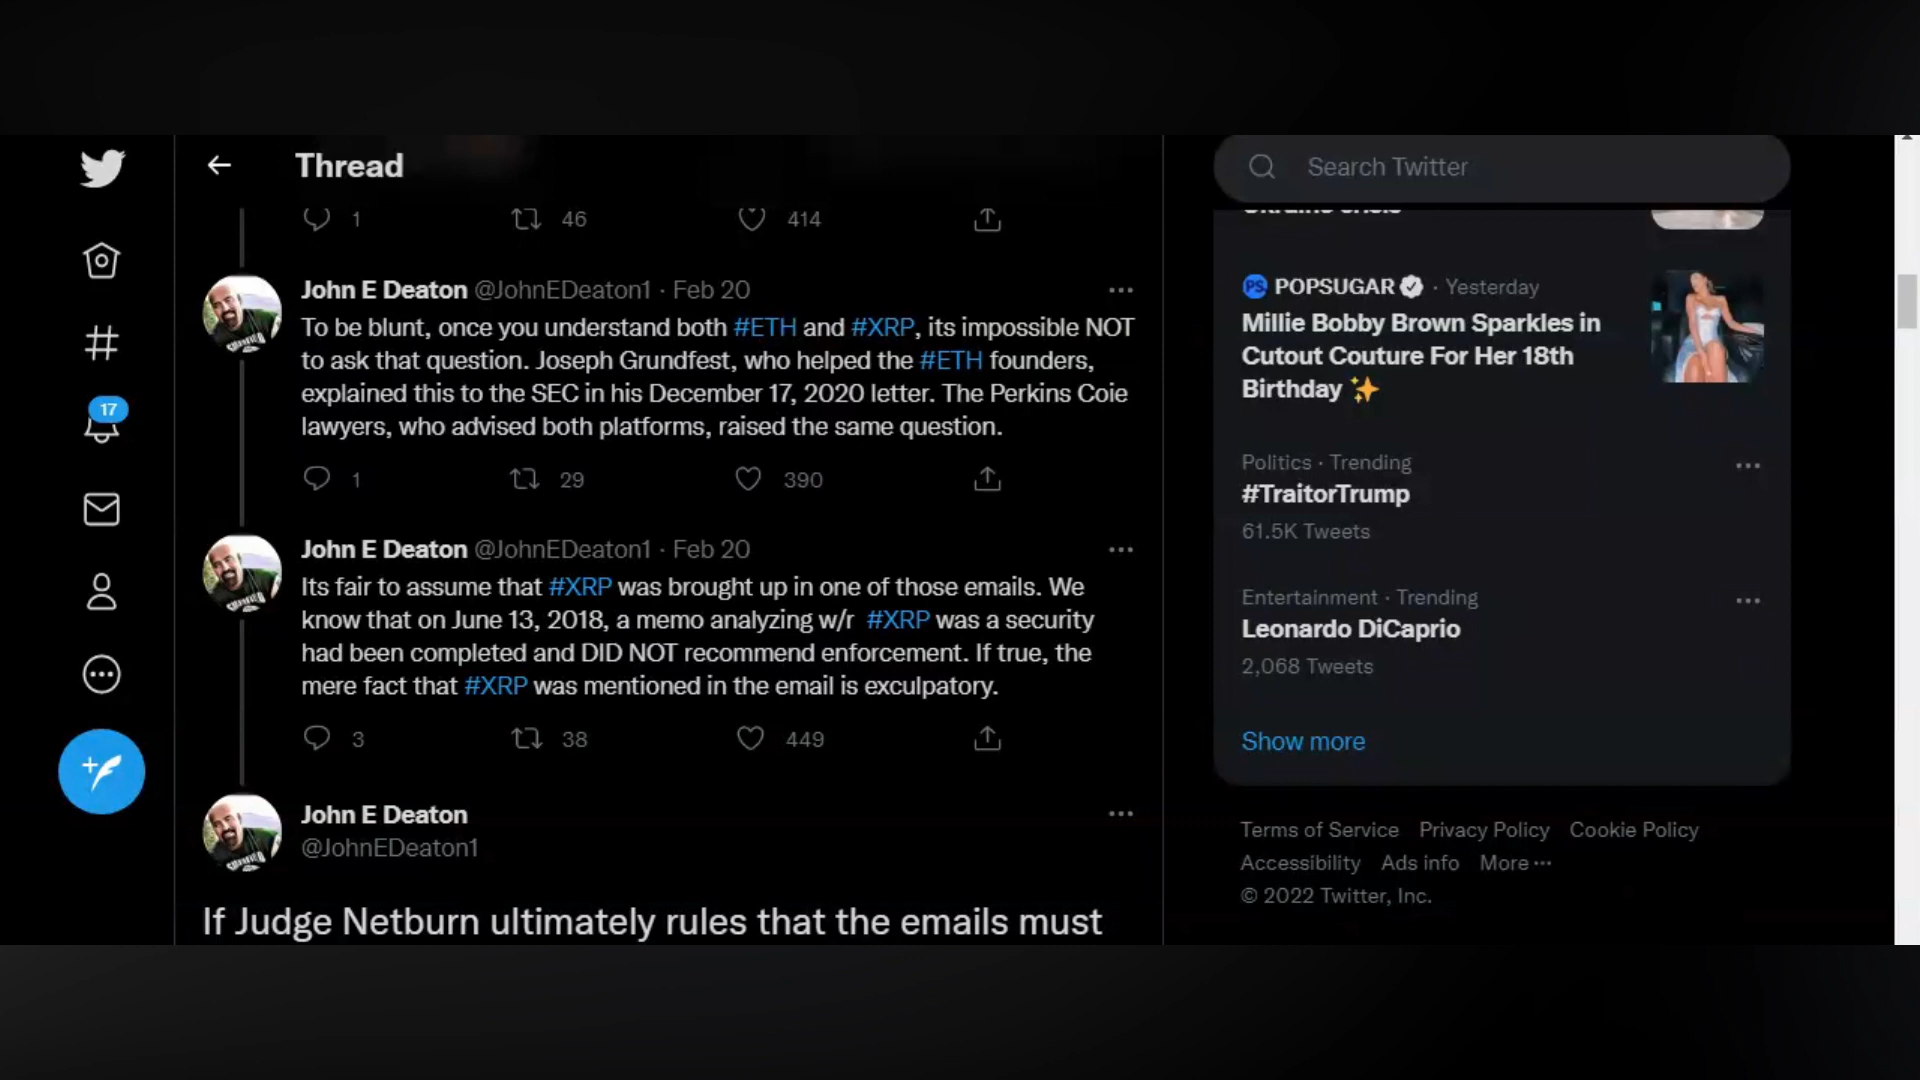 Thread
Search Twitter
1 46 414
John E Deaton @JohnEDeaton1 · Feb 20
To be blunt, once you understand both #ETH and #XRP, its impossible NOT
to ask that question. Joseph Grundfest, who helped the #ETH founders,
explained this to the SEC in his December 17, 2020 letter. The Perkins Coie
lawyers, who advised both platforms, raised the same question.
1 29 390
John E Deaton @JohnEDeaton1 · Feb 20
Its fair to assume that #XRP was brought up in one of those emails. We
know that on June 13, 2018, a memo analyzing w/r #XRP was a security
had been completed and DID NOT recommend enforcement. If true, the
mere fact that #XRP was mentioned in the email is exculpatory.
3 38 449
John E Deaton
@JohnEDeaton1
If Judge Netburn ultimately rules that the emails must
17
Ukraine crisis
PS POPSUGAR · Yesterday
Millie Bobby Brown Sparkles in
Cutout Couture For Her 18th
Birthday ✨
Politics · Trending
#TraitorTrump
61.5K Tweets
Entertainment · Trending
Leonardo DiCaprio
2,068 Tweets
Show more
Terms of Service Privacy Policy Cookie Policy
Accessibility Ads info More ···
© 2022 Twitter, Inc.